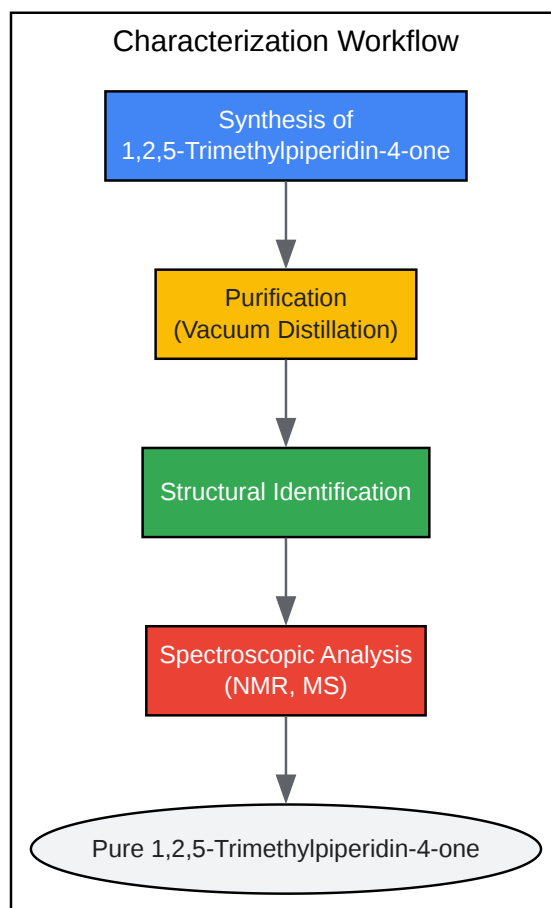 Characterization Workflow
Synthesis of
1,2,5-Trimethylpiperidin-4-one
Purification
(Vacuum Distillation)
Structural Identification
Spectroscopic Analysis
(NMR, MS)
Pure 1,2,5-Trimethylpiperidin-4-one